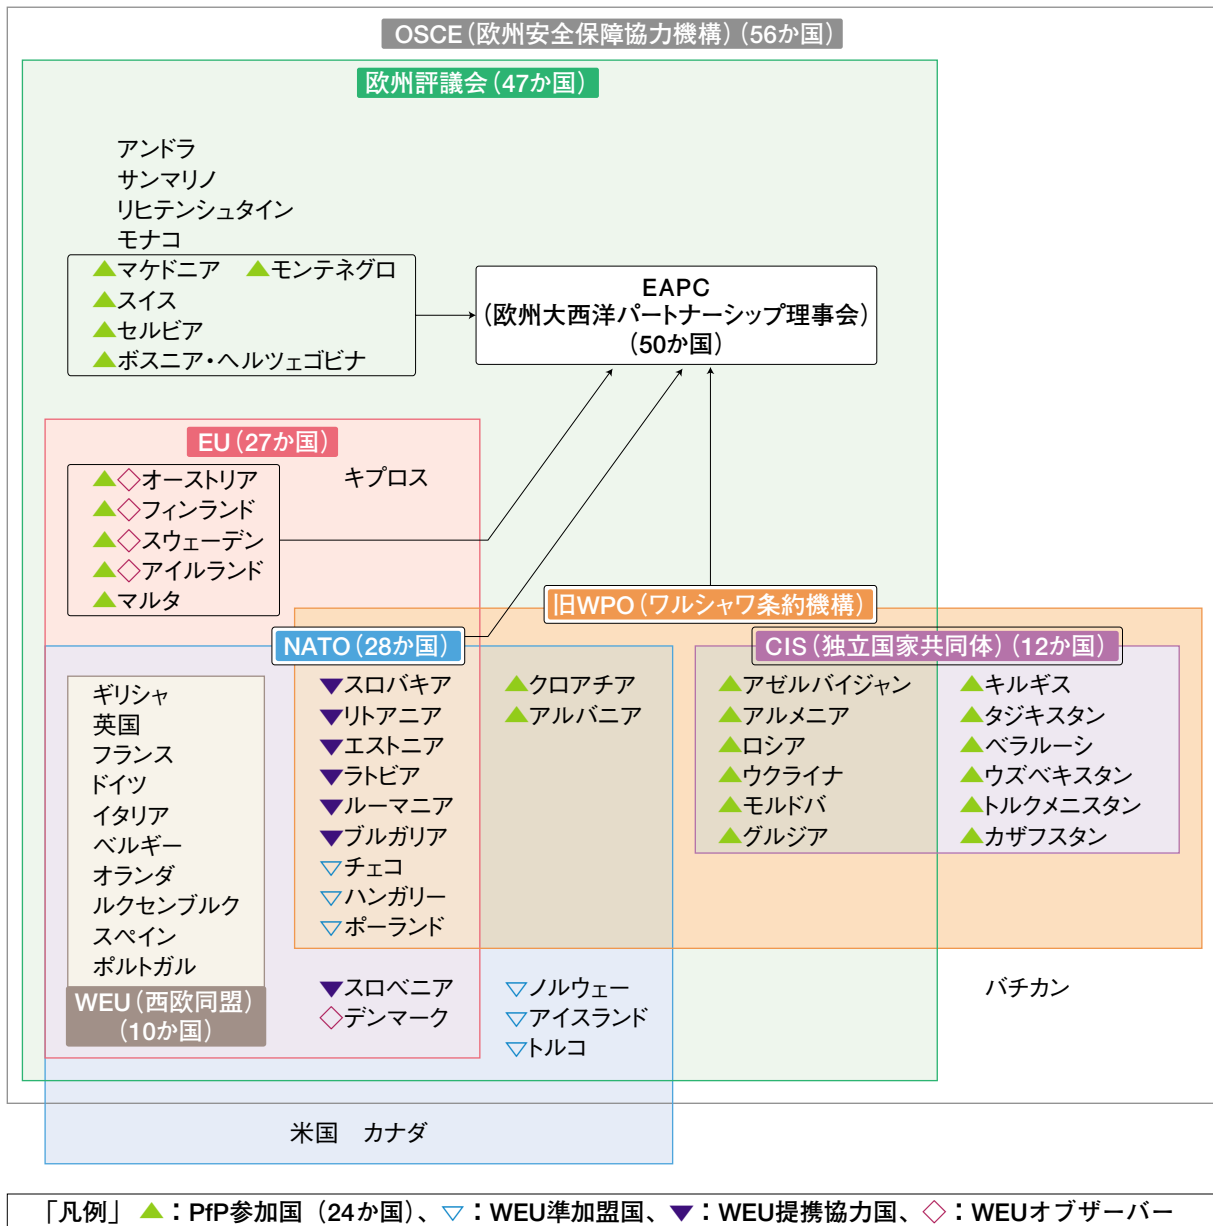 OSCE（欧州安全保障協力機構）（56か国）
欧州評議会（47か国）
アンドラ
サンマリノ
リヒテンシュタイン
モナコ
▲マケドニア ▲モンテネグロ
▲スイス
▲セルビア
▲ボスニア・ヘルツェゴビナ
EAPC
（欧州大西洋パートナーシップ理事会）
（50か国）
EU（27か国）
▲◇オーストリア
▲◇フィンランド
▲◇スウェーデン
▲◇アイルランド
▲マルタ
キプロス
旧WPO（ワルシャワ条約機構）
NATO（28か国）
CIS（独立国家共同体）（12か国）
ギリシャ
英国
フランス
ドイツ
イタリア
ベルギー
オランダ
ルクセンブルク
スペイン
ポルトガル
WEU（西欧同盟）
（10か国）
▼スロバキア
▼リトアニア
▼エストニア
▼ラトビア
▼ルーマニア
▼ブルガリア
▽チェコ
▽ハンガリー
▽ポーランド
▼スロベニア
◇デンマーク
▲クロアチア
▲アルバニア
▽ノルウェー
▽アイスランド
▽トルコ
▲アゼルバイジャン
▲アルメニア
▲ロシア
▲ウクライナ
▲モルドバ
▲グルジア
▲キルギス
▲タジキスタン
▲ベラルーシ
▲ウズベキスタン
▲トルクメニスタン
▲カザフスタン
バチカン
米国 カナダ
「凡例」 ▲：PfP参加国（24か国）、▽：WEU準加盟国、▼：WEU提携協力国、◇：WEUオブザーバー